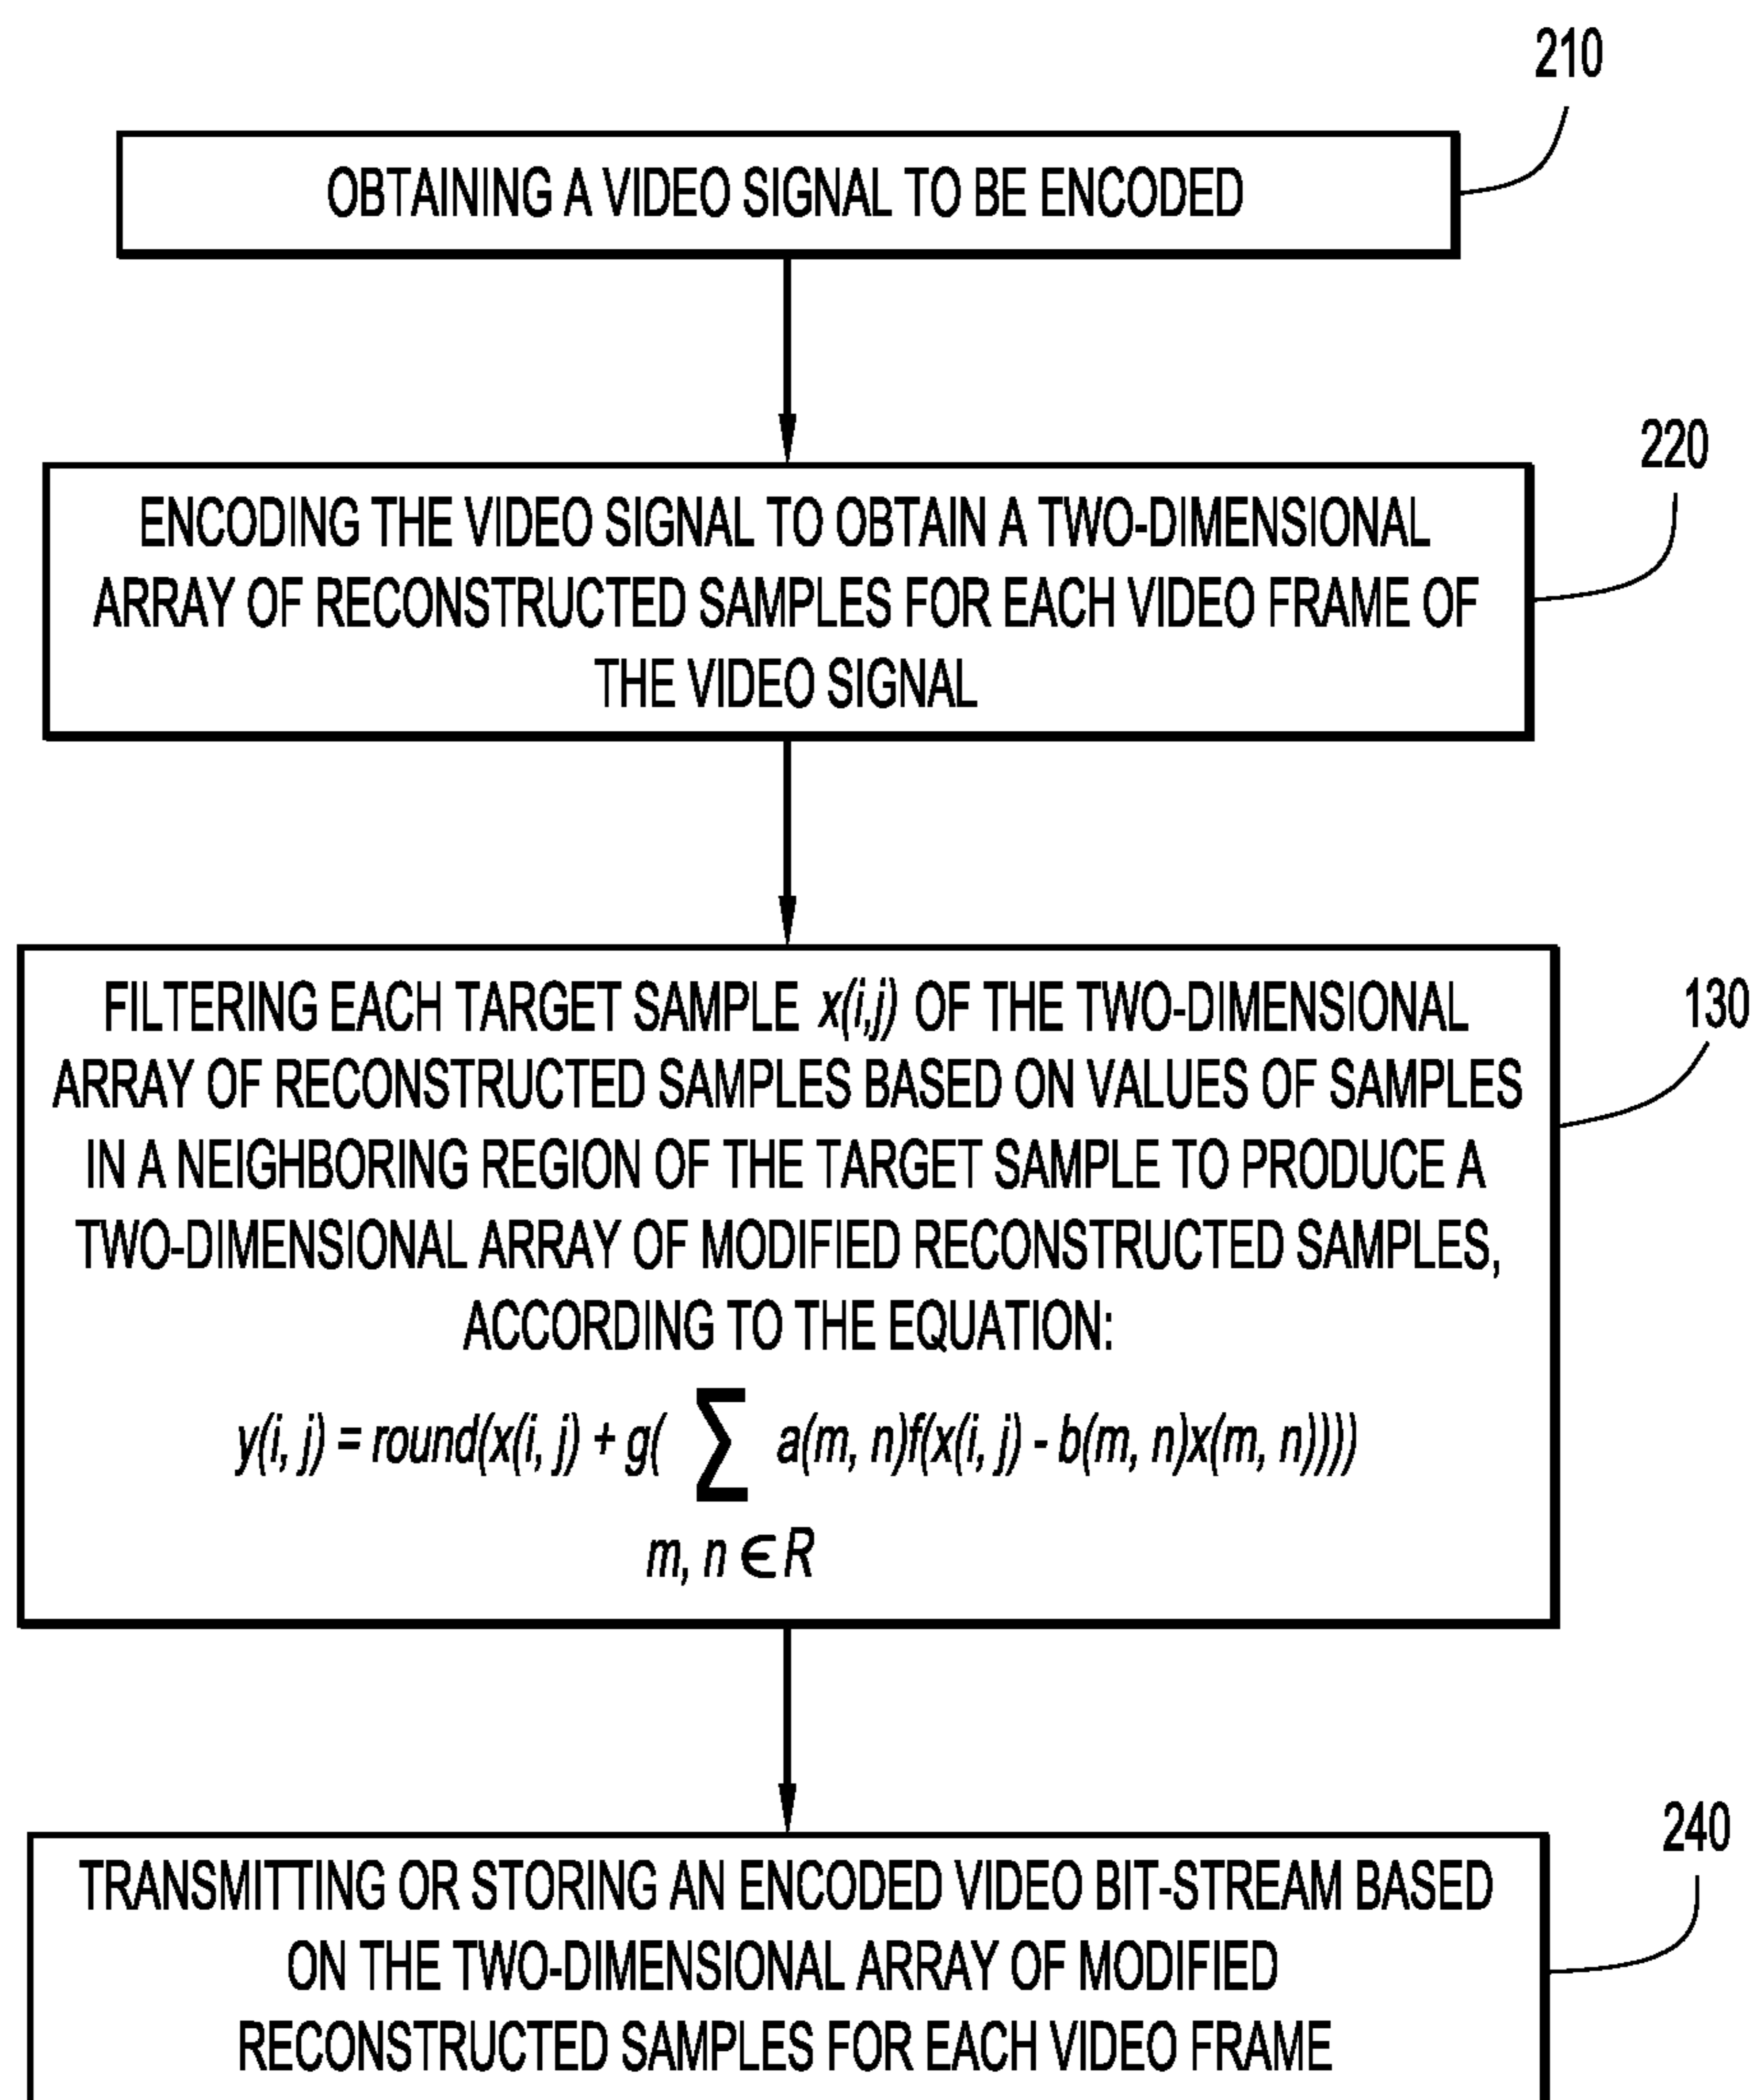 210
OBTAINING A VIDEO SIGNAL TO BE ENCODED
220
ENCODING THE VIDEO SIGNAL TO OBTAIN A TWO-DIMENSIONAL
ARRAY OF RECONSTRUCTED SAMPLES FOR EACH VIDEO FRAME OF
THE VIDEO SIGNAL
130
FILTERING EACH TARGET SAMPLE x(i,j) OF THE TWO-DIMENSIONAL
ARRAY OF RECONSTRUCTED SAMPLES BASED ON VALUES OF SAMPLES
IN A NEIGHBORING REGION OF THE TARGET SAMPLE TO PRODUCE A
TWO-DIMENSIONAL ARRAY OF MODIFIED RECONSTRUCTED SAMPLES,
ACCORDING TO THE EQUATION:
y(i, j) = round(x(i, j) + g( ∑ a(m, n)f(x(i, j) - b(m, n)x(m, n))))
m, n ∈ R
240
TRANSMITTING OR STORING AN ENCODED VIDEO BIT-STREAM BASED
ON THE TWO-DIMENSIONAL ARRAY OF MODIFIED
RECONSTRUCTED SAMPLES FOR EACH VIDEO FRAME